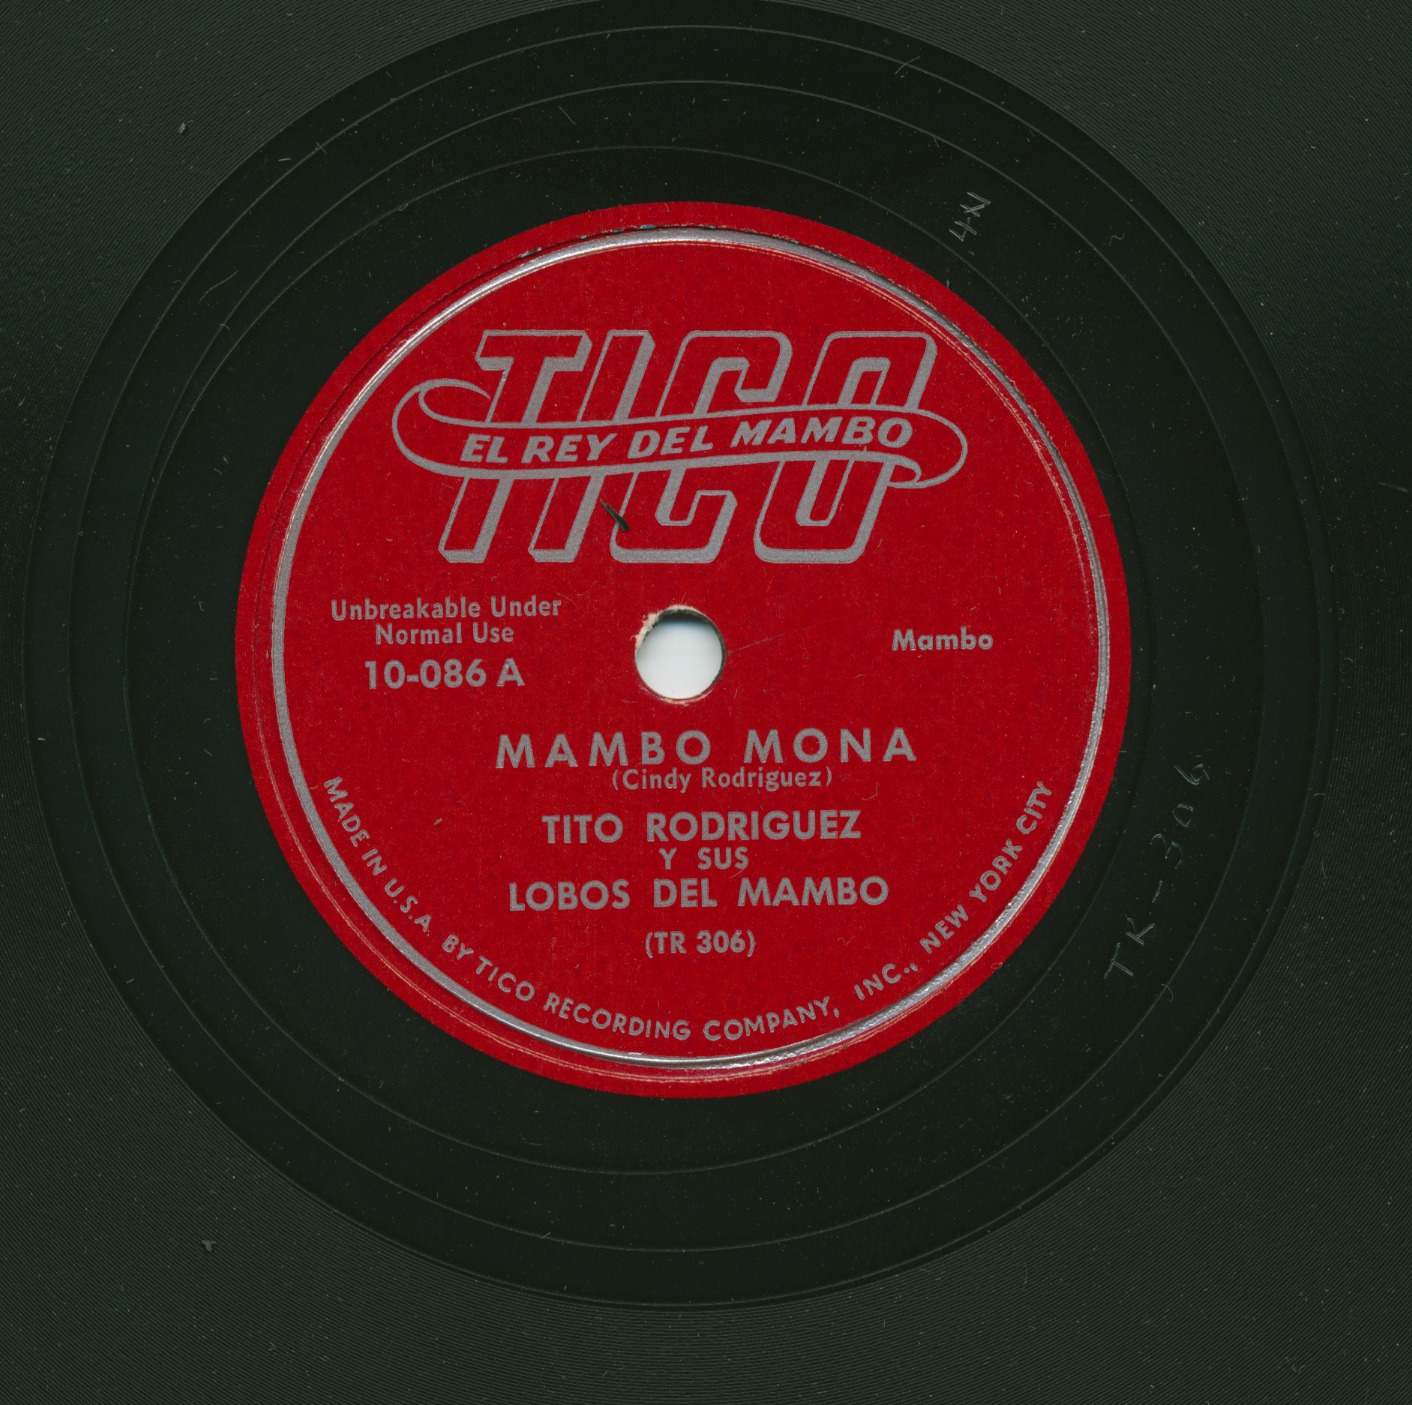 TICO
EL REY DEL MAMBO
Unbreakable Under
Normal Use
10-086 A
Mambo
MAMBO MONA
(Cindy Rodriguez)
TITO RODRIGUEZ
Y SUS
LOBOS DEL MAMBO
(TR 306)
MADE IN U.S.A. BY TICO RECORDING COMPANY, INC., NEW YORK CITY
TR-306